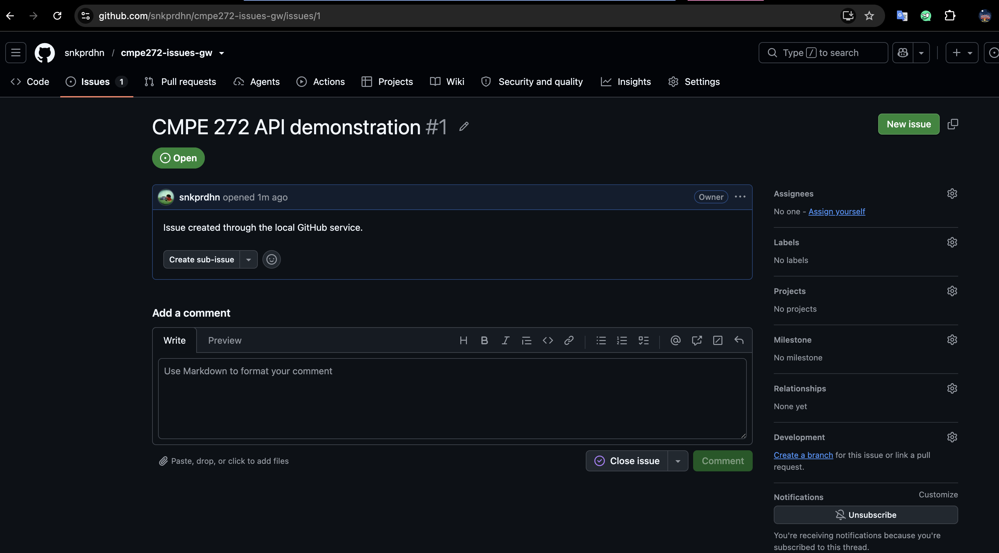 github.com/snkprdhn/cmpe272-issues-gw/issues/1
snkprdhn / cmpe272-issues-gw
Type / to search
Code
Issues 1
Pull requests
Agents
Actions
Projects
Wiki
Security and quality
Insights
Settings
CMPE 272 API demonstration #1
New issue
Open
snkprdhn opened 1m ago
Owner
Issue created through the local GitHub service.
Create sub-issue
Add a comment
Write
Preview
Use Markdown to format your comment
Paste, drop, or click to add files
Close issue
Comment
Assignees
No one - Assign yourself
Labels
No labels
Projects
No projects
Milestone
No milestone
Relationships
None yet
Development
Create a branch for this issue or link a pull
request.
Notifications
Customize
Unsubscribe
You're receiving notifications because you're
subscribed to this thread.